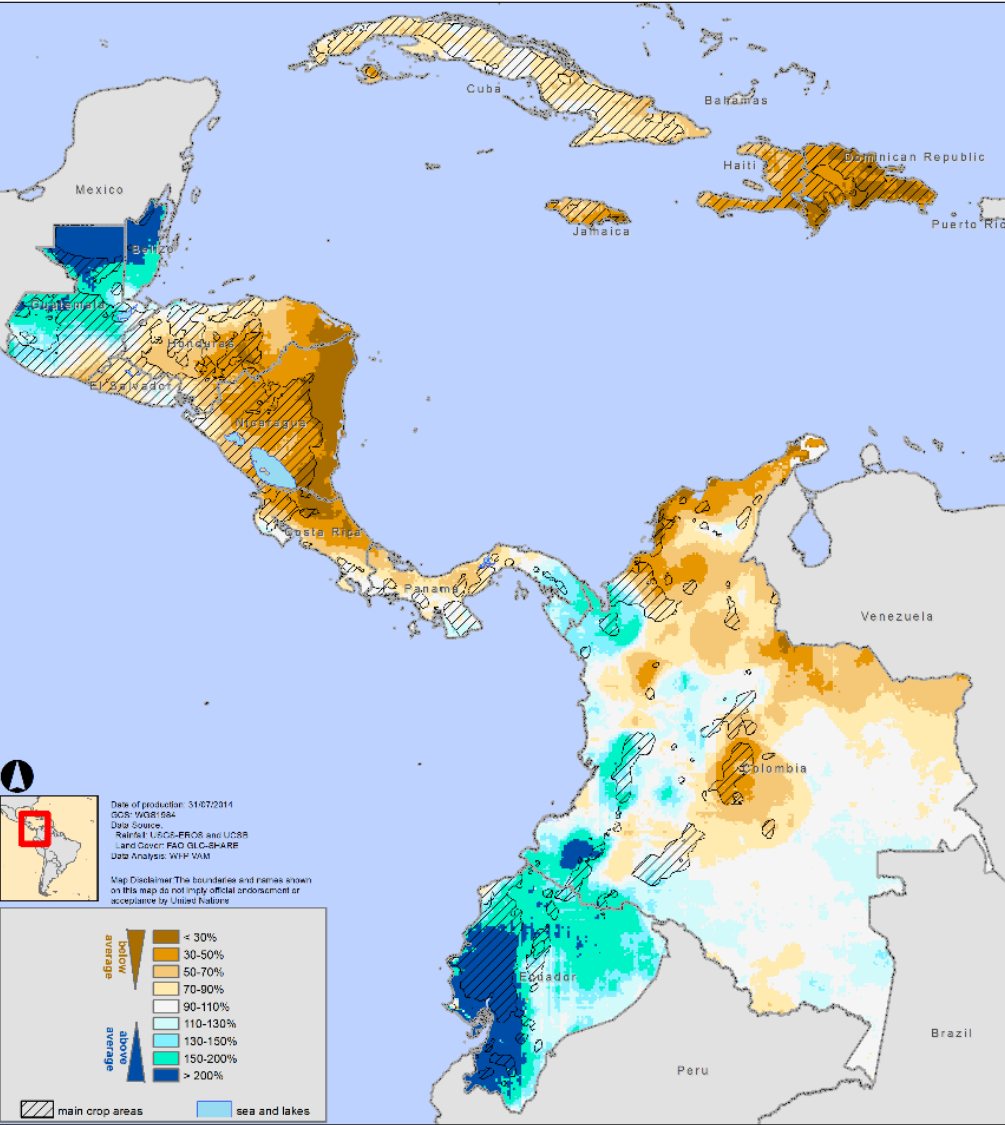 Cuba
Bahamas
Haiti
Dominican Republic
Mexico
Jamaica
Puerto Ric
Belize
Guatemala
Honduras
El Salvador
Nicaragua
Costa Rica
Panama
Venezuela
Colombia
Date of production: 31/07/2014
GCS: WGS1984
Data Source:
Rainfall: USGS-EROS and UCSB
Land Cover: FAO GLC-SHARE
Data Analysis: WFP VAM
Map Disclaimer: The bounderies and names shown
on this map do not imply official endorsement or
acceptance by United Nations
below
average
< 30%
30-50%
50-70%
70-90%
90-110%
110-130%
130-150%
150-200%
> 200%
above
average
main crop areas
sea and lakes
Ecuador
Peru
Brazil